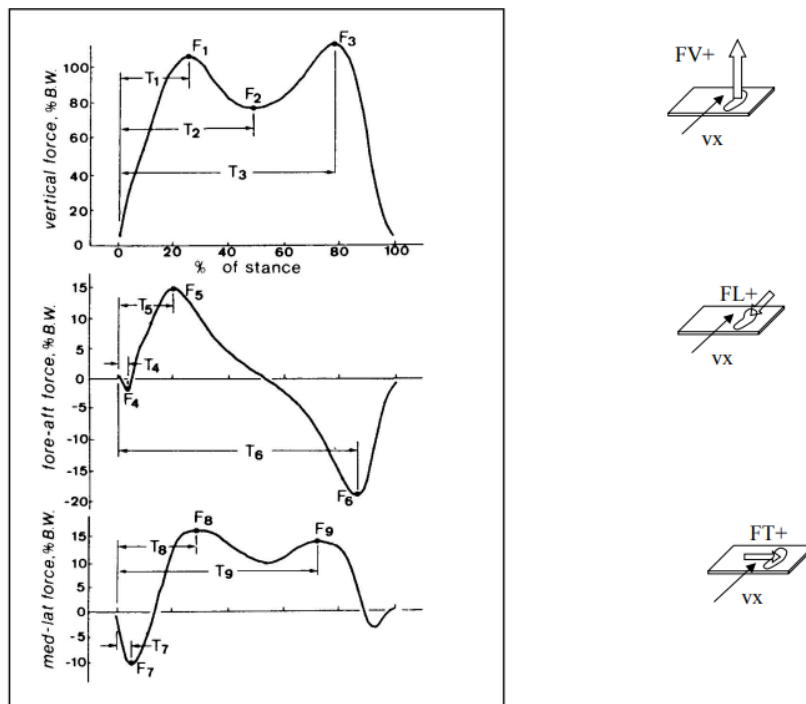 vertical force, % B.W.
100
80
60
40
20
0
F1
F2
F3
T1
T2
T3
0 20 40 60 80 100
% of stance
FV+
vx
fore-aft force, % B.W.
15
10
5
0
-5
-10
-15
-20
F5
T5
T4
F4
T6
F6
FL+
vx
med-lat force, % B.W.
15
10
5
0
-5
-10
F8
F9
T8
T9
T7
F7
FT+
vx